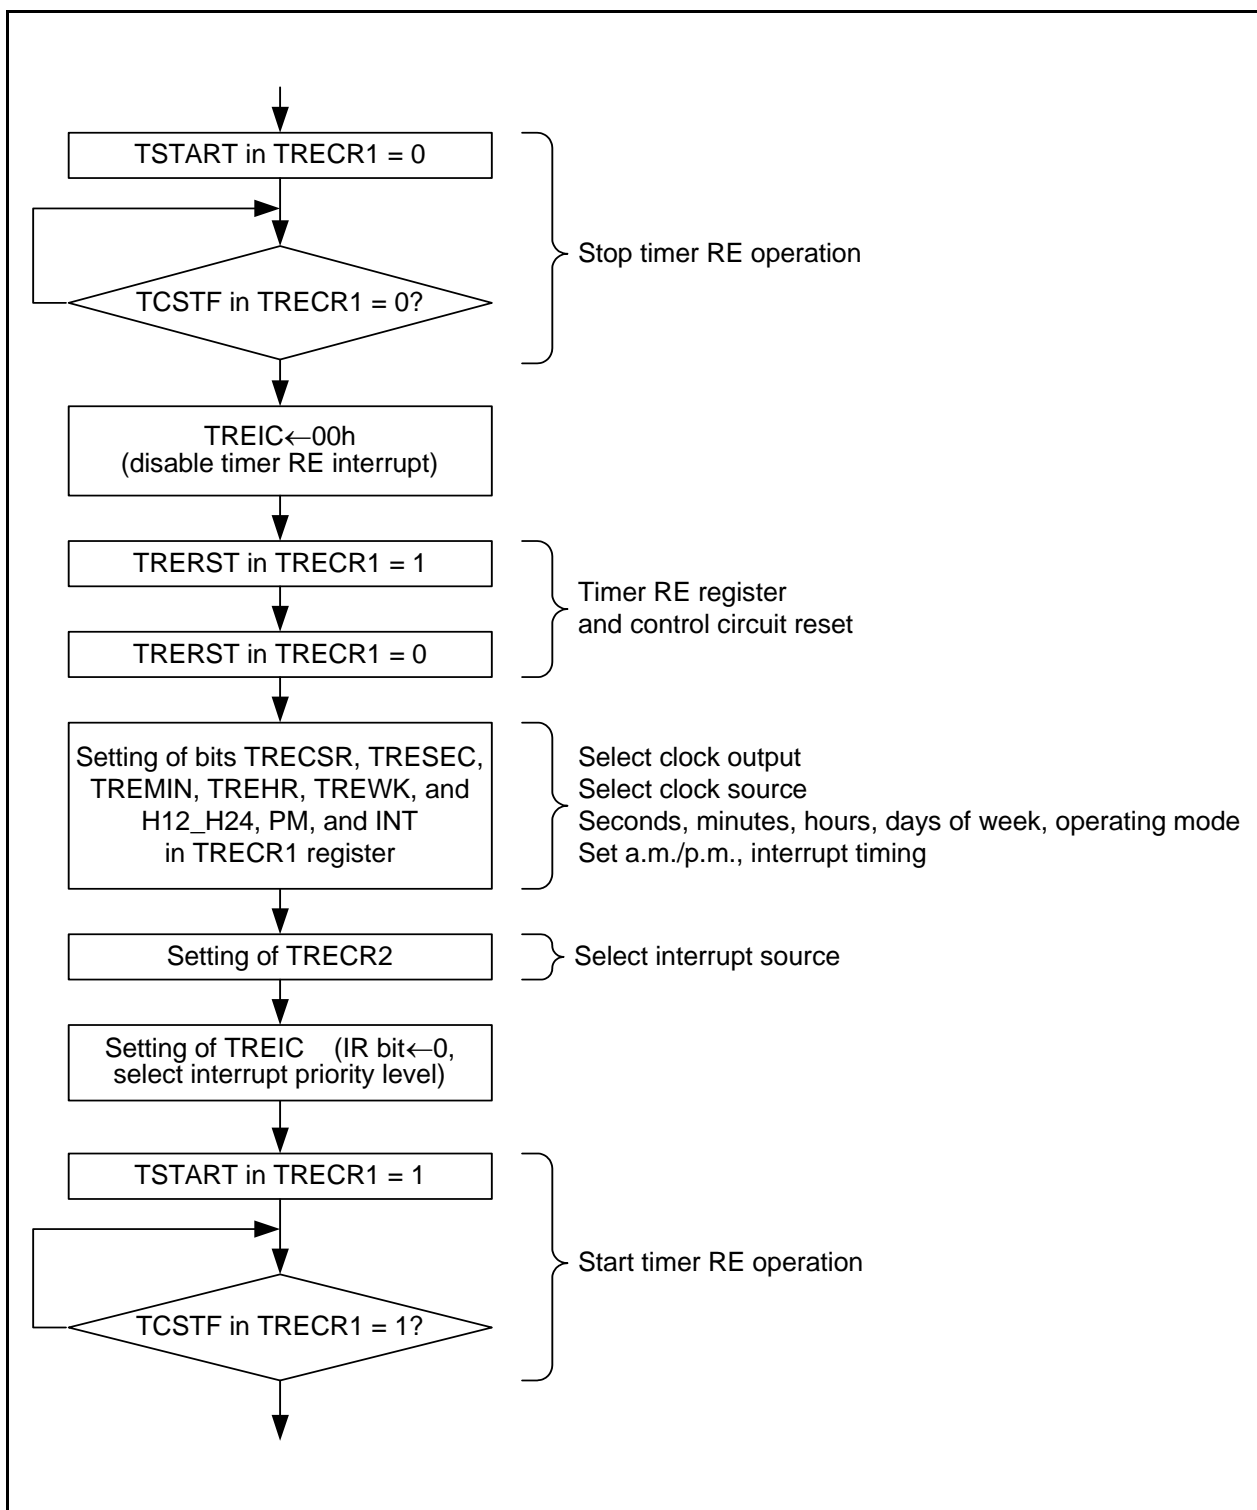 TSTART in TRECR1 = 0
TCSTF in TRECR1 = 0?
Stop timer RE operation
TREIC←00h
(disable timer RE interrupt)
TRERST in TRECR1 = 1
TRERST in TRECR1 = 0
Timer RE register
and control circuit reset
Setting of bits TRECSR, TRESEC,
TREMIN, TREHR, TREWK, and
H12_H24, PM, and INT
in TRECR1 register
Select clock output
Select clock source
Seconds, minutes, hours, days of week, operating mode
Set a.m./p.m., interrupt timing
Setting of TRECR2
Select interrupt source
Setting of TREIC (IR bit←0,
select interrupt priority level)
TSTART in TRECR1 = 1
TCSTF in TRECR1 = 1?
Start timer RE operation